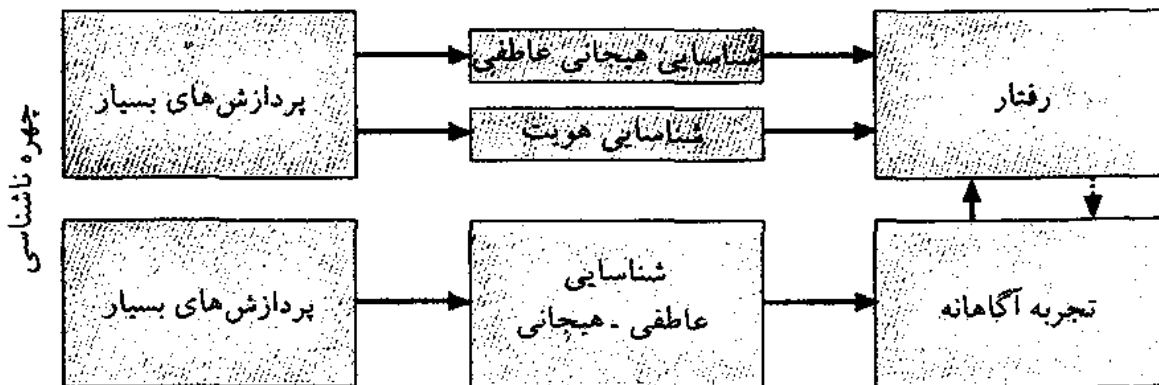 چهره ناشناسی
پردازش‌های بسیار
شناسایی هیجانی عاطفی
شناسایی هویت
رفتار
پردازش‌های بسیار
شناسایی
عاطفی - هیجانی
تجربه آگاهانه